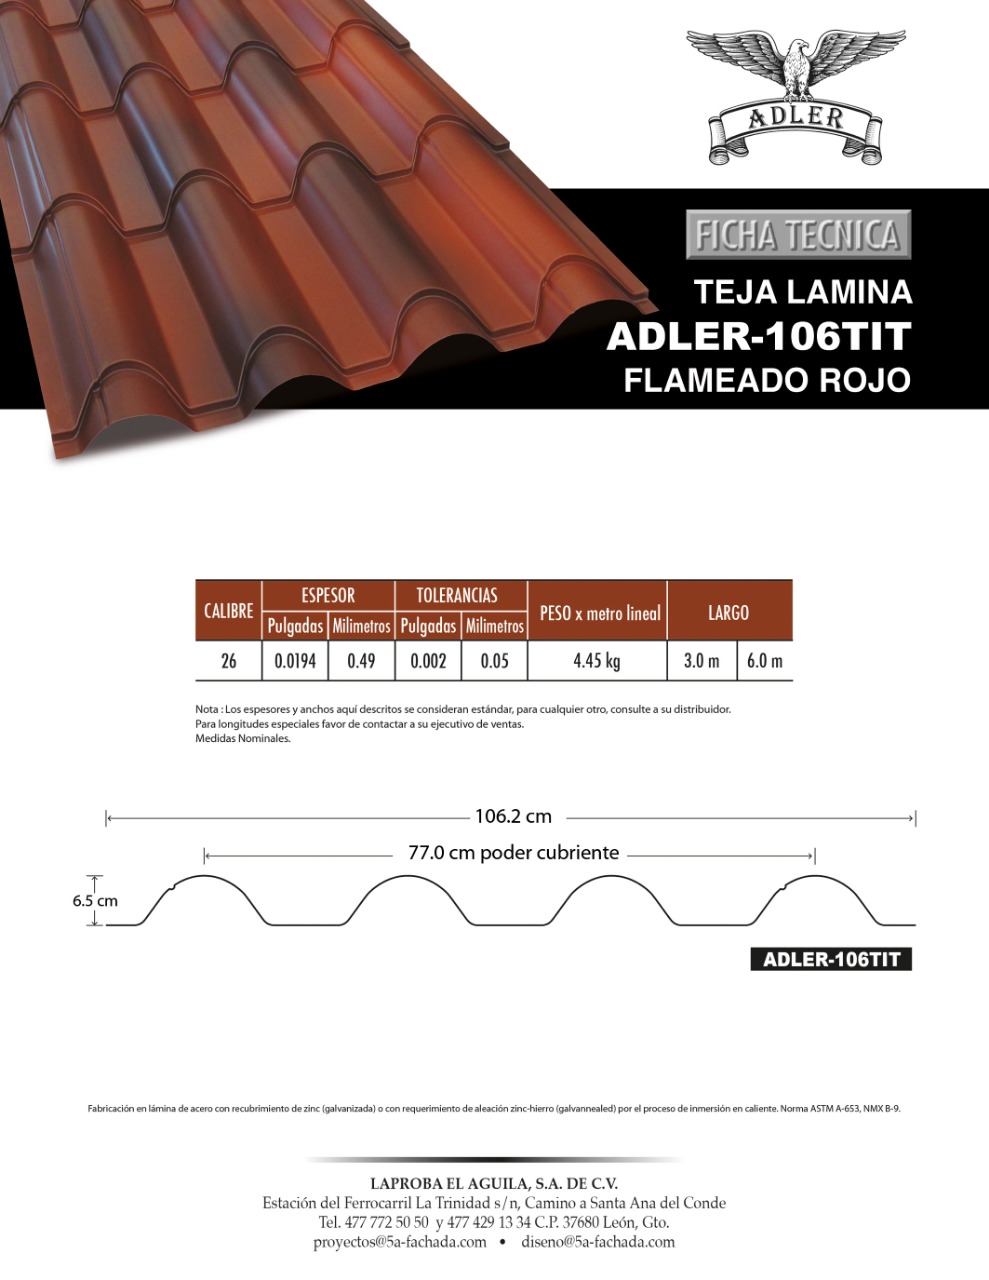 ADLER
FICHA TECNICA
TEJA LAMINA
ADLER-106TIT
FLAMEADO ROJO
CALIBRE ESPESOR TOLERANCIAS PESO x metro lineal LARGO
Pulgadas Milimetros Pulgadas Milimetros
26 0.0194 0.49 0.002 0.05 4.45 kg 3.0 m 6.0 m
Nota : Los espesores y anchos aquí descritos se consideran estándar, para cualquier otro, consulte a su distribuidor.
Para longitudes especiales favor de contactar a su ejecutivo de ventas.
Medidas Nominales.
106.2 cm
77.0 cm poder cubriente
6.5 cm
ADLER-106TIT
Fabricación en lámina de acero con recubrimiento de zinc (galvanizada) o con requerimiento de aleación zinc-hierro (galvannealed) por el proceso de inmersión en caliente. Norma ASTM A-653, NMX B-9.
LAPROBA EL AGUILA, S.A. DE C.V.
Estación del Ferrocarril La Trinidad s/n, Camino a Santa Ana del Conde
Tel. 477 772 50 50 y 477 429 13 34 C.P. 37680 León, Gto.
proyectos@5a-fachada.com • diseno@5a-fachada.com